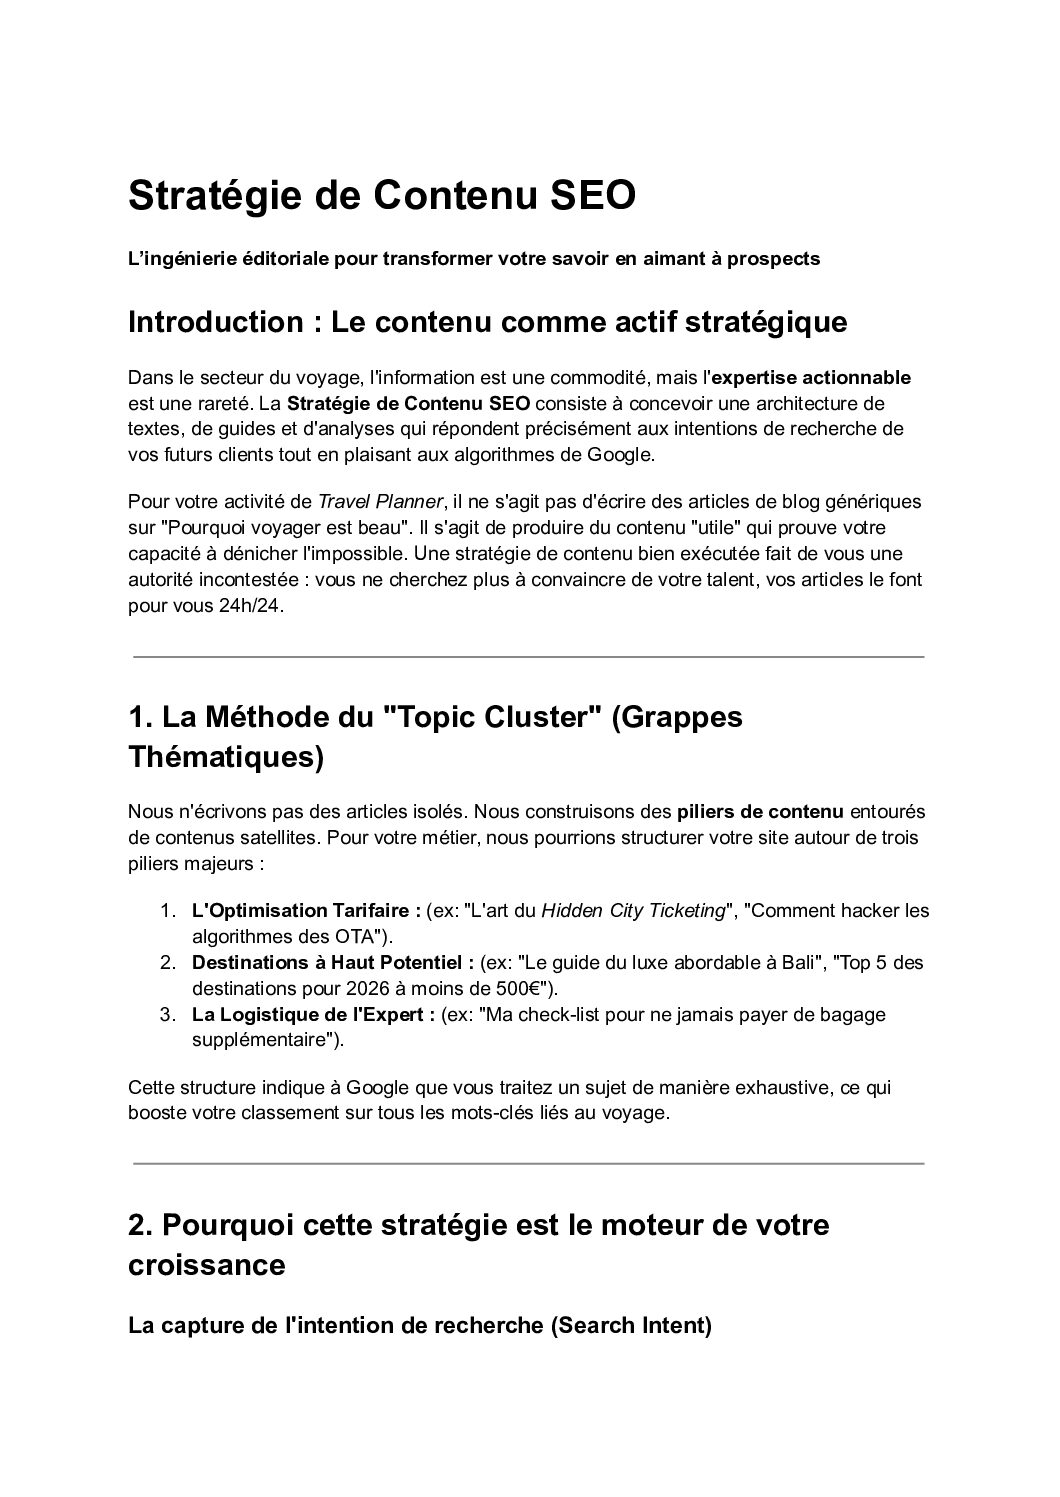 Stratégie de Contenu SEO
L’ingénierie éditoriale pour transformer votre savoir en aimant à prospects
Introduction : Le contenu comme actif stratégique
Dans le secteur du voyage, l'information est une commodité, mais l'expertise actionnable
est une rareté. La Stratégie de Contenu SEO consiste à concevoir une architecture de
textes, de guides et d'analyses qui répondent précisément aux intentions de recherche de
vos futurs clients tout en plaisant aux algorithmes de Google.
Pour votre activité de Travel Planner, il ne s'agit pas d'écrire des articles de blog génériques
sur "Pourquoi voyager est beau". Il s'agit de produire du contenu "utile" qui prouve votre
capacité à dénicher l'impossible. Une stratégie de contenu bien exécutée fait de vous une
autorité incontestée : vous ne cherchez plus à convaincre de votre talent, vos articles le font
pour vous 24h/24.
1. La Méthode du "Topic Cluster" (Grappes
Thématiques)
Nous n'écrivons pas des articles isolés. Nous construisons des piliers de contenu entourés
de contenus satellites. Pour votre métier, nous pourrions structurer votre site autour de trois
piliers majeurs :
1. L'Optimisation Tarifaire : (ex: "L'art du Hidden City Ticketing", "Comment hacker les
algorithmes des OTA").
2. Destinations à Haut Potentiel : (ex: "Le guide du luxe abordable à Bali", "Top 5 des
destinations pour 2026 à moins de 500€").
3. La Logistique de l'Expert : (ex: "Ma check-list pour ne jamais payer de bagage
supplémentaire").
Cette structure indique à Google que vous traitez un sujet de manière exhaustive, ce qui
booste votre classement sur tous les mots-clés liés au voyage.
2. Pourquoi cette stratégie est le moteur de votre
croissance
La capture de l'intention de recherche (Search Intent)